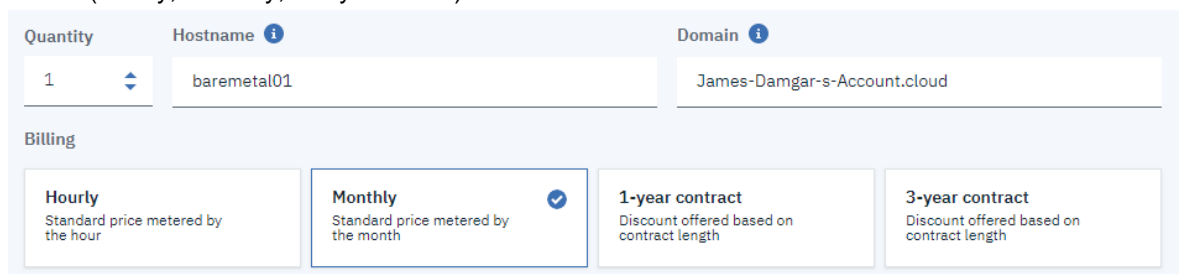 Quantity Hostname Domain
1 baremetal01 James-Damgar-s-Account.cloud
Billing
Hourly Monthly 1-year contract 3-year contract
Standard price metered by Standard price metered by Discount offered based on Discount offered based on
the hour the month contract length contract length